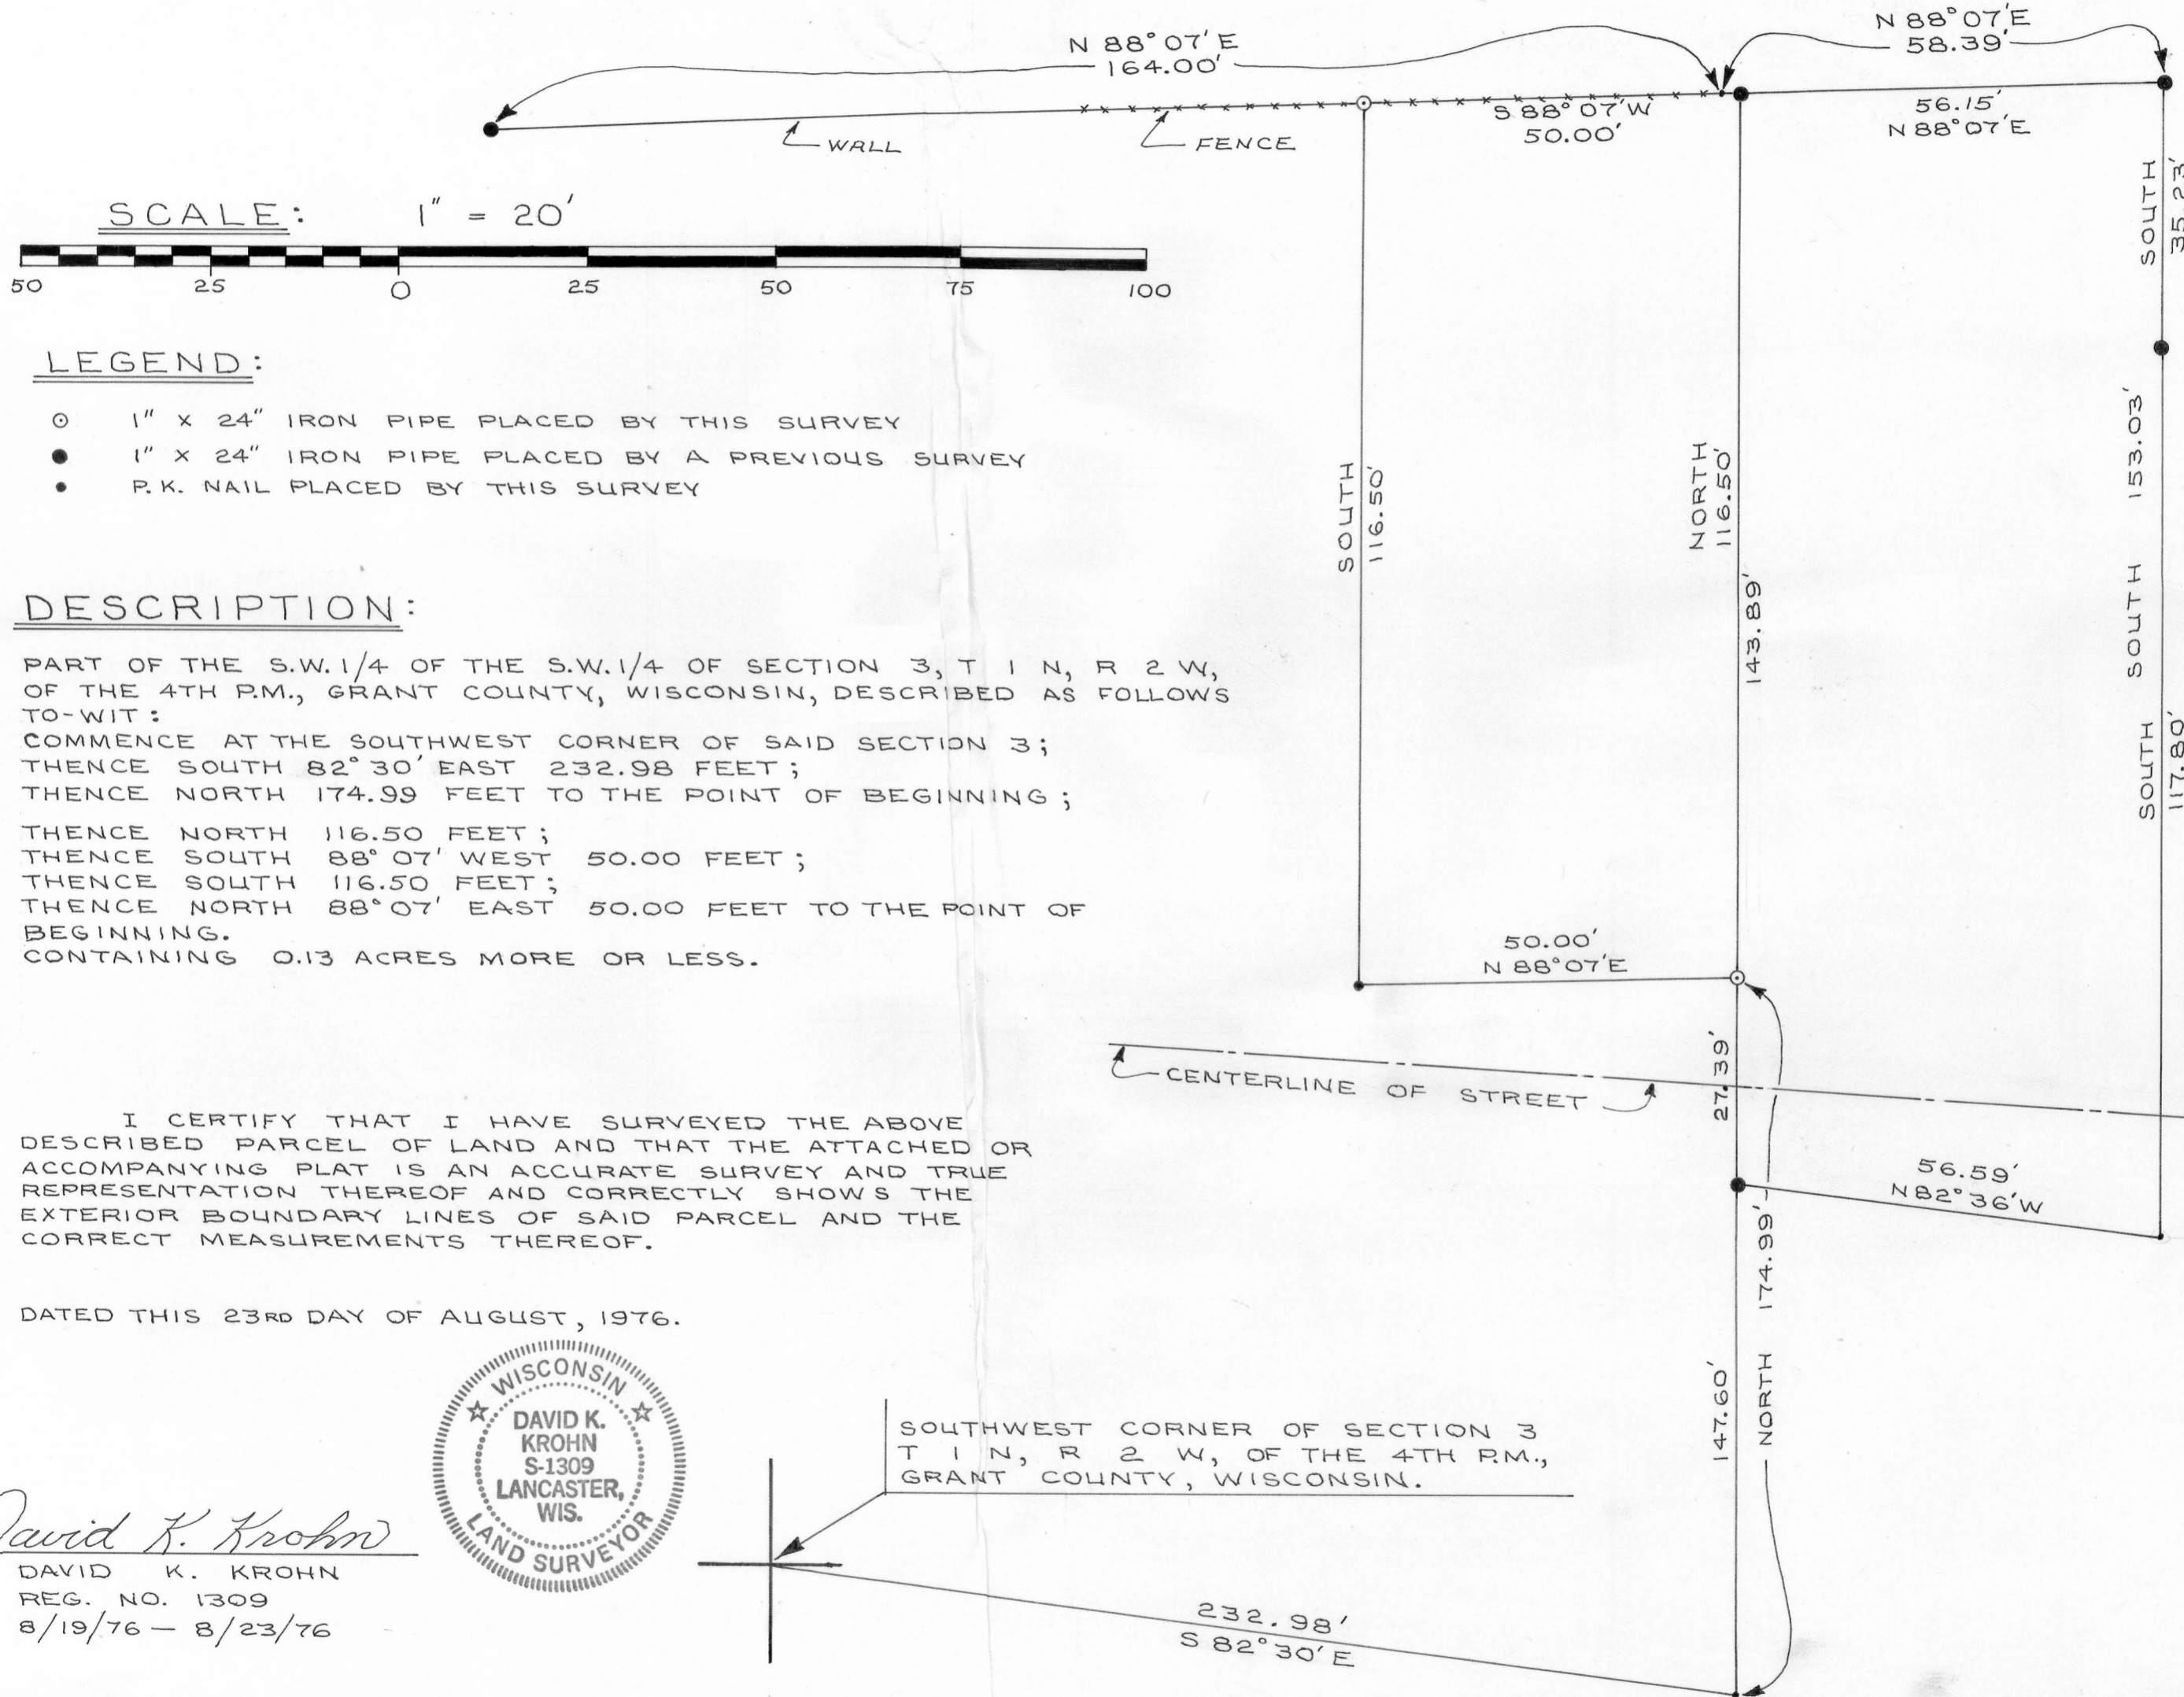 N 88° 07' E
164.00'
N 88° 07' E
58.39'
S 88° 07' W
50.00'
56.15'
N 88° 07' E
WALL
FENCE
SCALE: 1" = 20'
50 25 0 25 50 75 100
SOUTH
35.23'
LEGEND:
1" X 24" IRON PIPE PLACED BY THIS SURVEY
1" X 24" IRON PIPE PLACED BY A PREVIOUS SURVEY
P.K. NAIL PLACED BY THIS SURVEY
SOUTH
116.50'
NORTH
116.50'
143.89'
SOUTH 153.03'
SOUTH
117.80'
DESCRIPTION:
PART OF THE S.W. 1/4 OF THE S.W. 1/4 OF SECTION 3, T 1 N, R 2 W,
OF THE 4TH P.M., GRANT COUNTY, WISCONSIN, DESCRIBED AS FOLLOWS
TO-WIT:
COMMENCE AT THE SOUTHWEST CORNER OF SAID SECTION 3;
THENCE SOUTH 82° 30' EAST 232.98 FEET;
THENCE NORTH 174.99 FEET TO THE POINT OF BEGINNING;
THENCE NORTH 116.50 FEET;
THENCE SOUTH 88° 07' WEST 50.00 FEET;
THENCE SOUTH 116.50 FEET;
THENCE NORTH 88° 07' EAST 50.00 FEET TO THE POINT OF
BEGINNING.
CONTAINING 0.13 ACRES MORE OR LESS.
50.00'
N 88° 07' E
CENTERLINE OF STREET
27.39'
56.59'
N 82° 36' W
I CERTIFY THAT I HAVE SURVEYED THE ABOVE
DESCRIBED PARCEL OF LAND AND THAT THE ATTACHED OR
ACCOMPANYING PLAT IS AN ACCURATE SURVEY AND TRUE
REPRESENTATION THEREOF AND CORRECTLY SHOWS THE
EXTERIOR BOUNDARY LINES OF SAID PARCEL AND THE
CORRECT MEASUREMENTS THEREOF.
DATED THIS 23RD DAY OF AUGUST, 1976.
NORTH 174.99'
147.60'
WISCONSIN
DAVID K.
KROHN
S-1309
LANCASTER,
WIS.
LAND SURVEYOR
SOUTHWEST CORNER OF SECTION 3
T 1 N, R 2 W, OF THE 4TH P.M.,
GRANT COUNTY, WISCONSIN.
David K. Krohn
DAVID K. KROHN
REG. NO. 1309
8/19/76 – 8/23/76
232.98'
S 82° 30' E